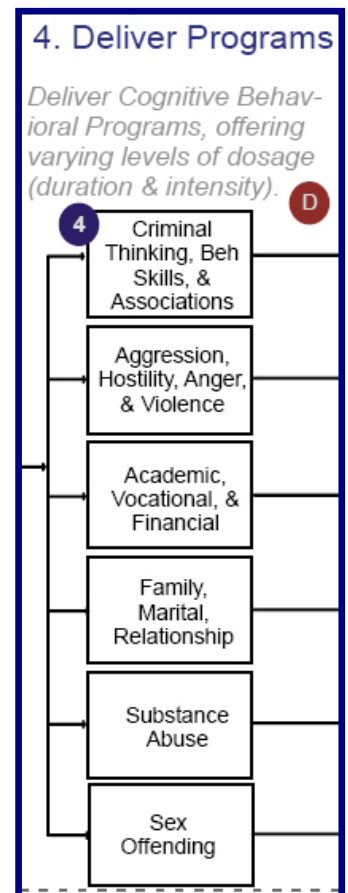 4. Deliver Programs
Deliver Cognitive Behav-
ioral Programs, offering
varying levels of dosage
(duration & intensity).
D
4
Criminal
Thinking, Beh
Skills, &
Associations
Aggression,
Hostility, Anger,
& Violence
Academic,
Vocational, &
Financial
Family,
Marital,
Relationship
Substance
Abuse
Sex
Offending